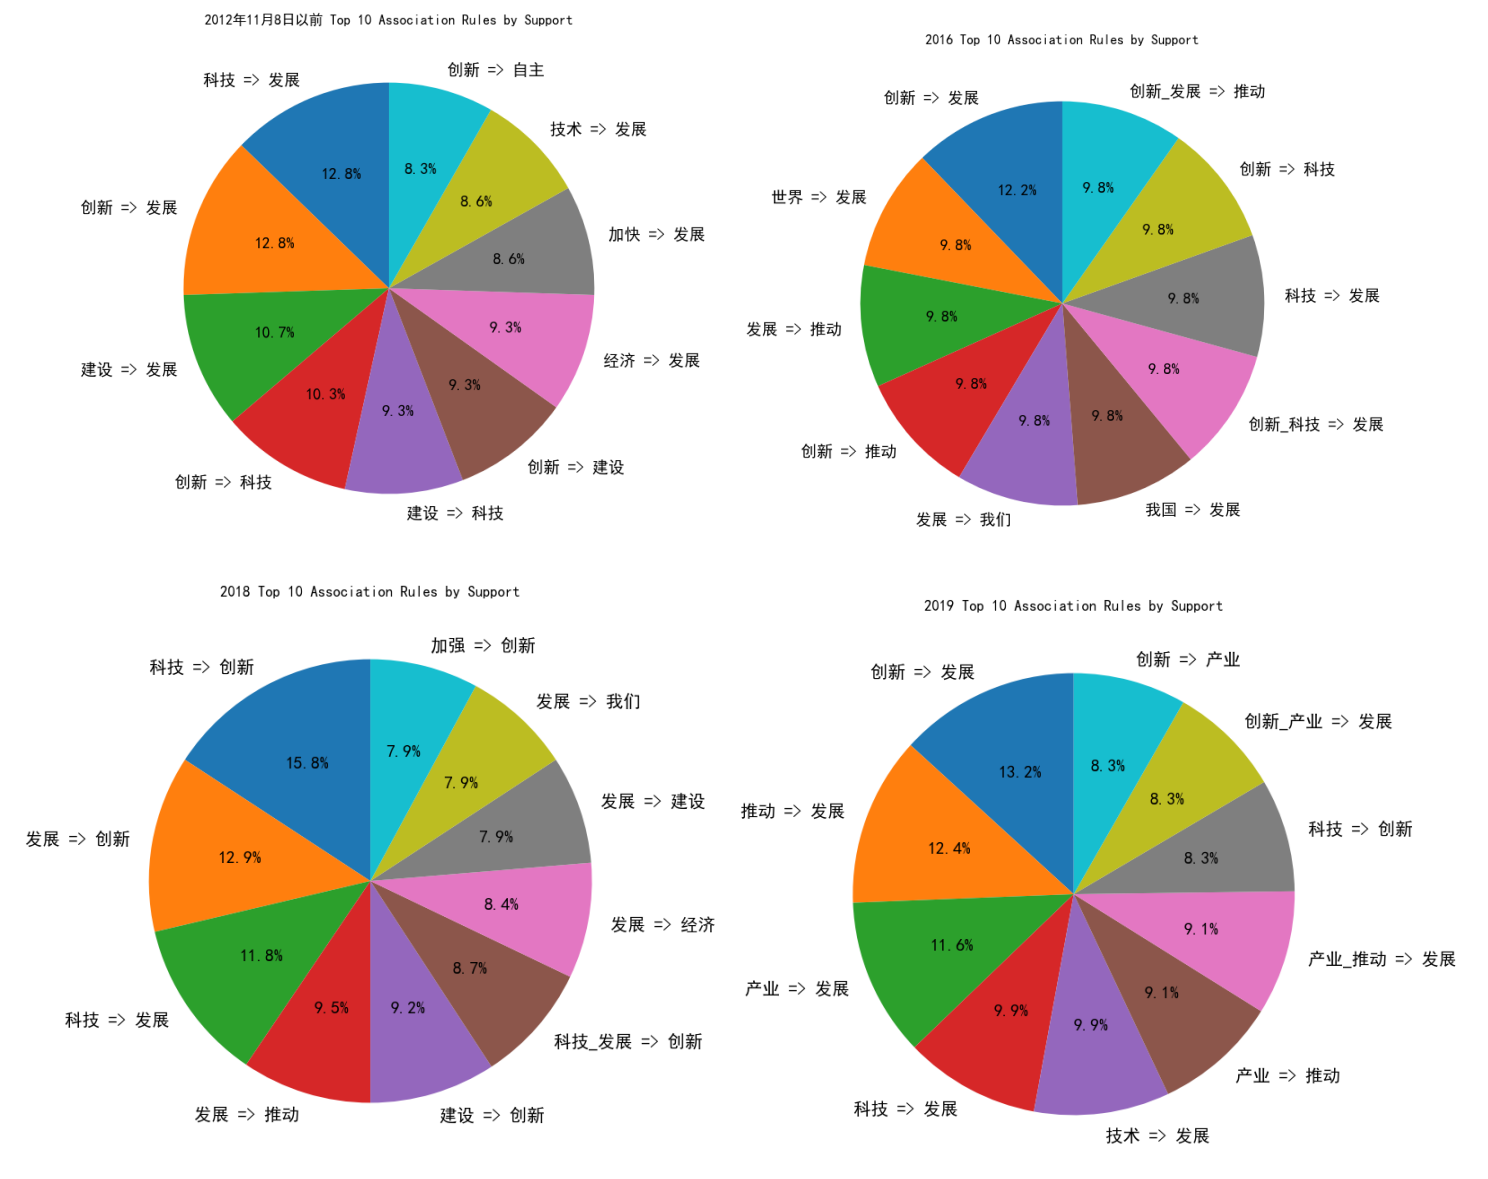 2012年11月8日以前 Top 10 Association Rules by Support
创新 => 自主
科技 => 发展
技术 => 发展
12.8%
8.3%
8.6%
创新 => 发展
加快 => 发展
12.8%
8.6%
10.7%
9.3%
建设 => 发展
经济 => 发展
10.3%
9.3%
9.3%
创新 => 科技
创新 => 建设
建设 => 科技
2016 Top 10 Association Rules by Support
创新 => 发展
创新_发展 => 推动
世界 => 发展
创新 => 科技
12.2%
9.8%
9.8%
9.8%
发展 => 推动
科技 => 发展
9.8%
9.8%
9.8%
9.8%
9.8%
9.8%
创新 => 推动
创新_科技 => 发展
发展 => 我们
我国 => 发展
2018 Top 10 Association Rules by Support
加强 => 创新
科技 => 创新
发展 => 我们
15.8%
7.9%
7.9%
发展 => 创新
发展 => 建设
12.9%
7.9%
11.8%
8.4%
发展 => 经济
9.5%
9.2%
8.7%
科技 => 发展
科技_发展 => 创新
发展 => 推动
建设 => 创新
2019 Top 10 Association Rules by Support
创新 => 产业
创新 => 发展
创新_产业 => 发展
13.2%
8.3%
8.3%
推动 => 发展
科技 => 创新
12.4%
8.3%
11.6%
9.1%
产业 => 发展
产业_推动 => 发展
9.9%
9.9%
9.1%
科技 => 发展
产业 => 推动
技术 => 发展